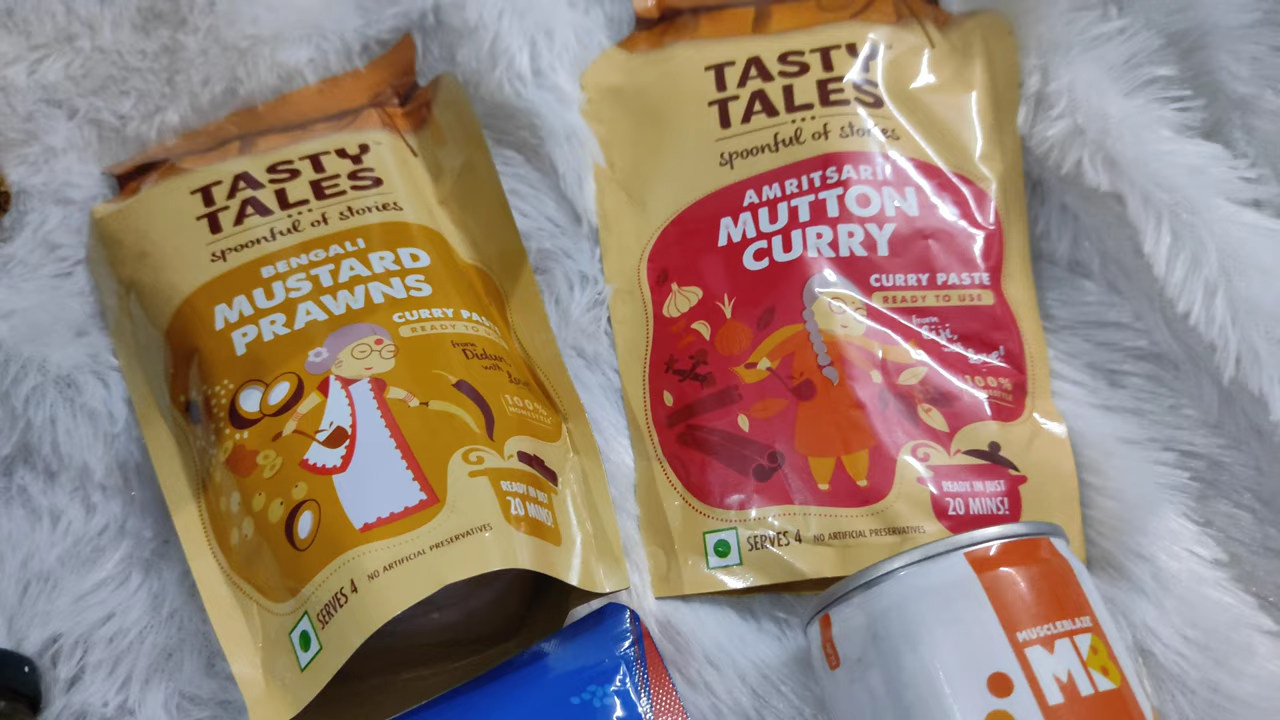 TASTY
TALES
spoonful of stories
BENGALI
MUSTARD
PRAWNS
CURRY PASTE
READY TO USE
from
Didun,
with
100%
HOMESTYLE
READY IN JUST
20 MINS!
SERVES 4
NO ARTIFICIAL PRESERVATIVES
TASTY
TALES
spoonful of stories
AMRITSARI
MUTTON
CURRY
CURRY PASTE
READY TO USE
from
100%
READY IN JUST
20 MINS!
SERVES 4
NO ARTIFICIAL PRESERVATIVES
MUSCLEBLAZE
MB